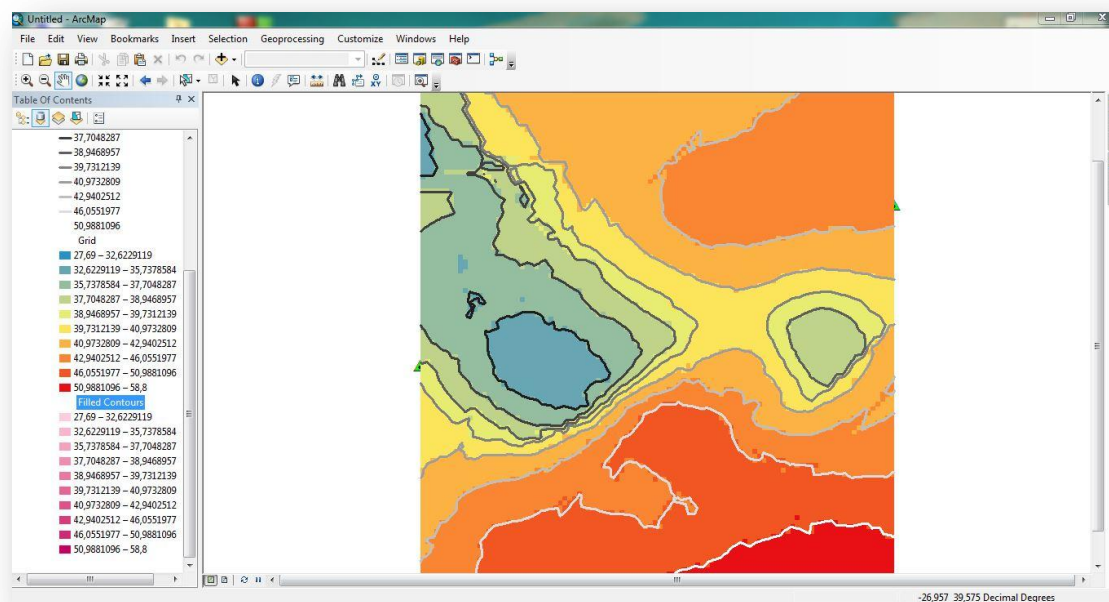 Untitled - ArcMap
File Edit View Bookmarks Insert Selection Geoprocessing Customize Windows Help
Table Of Contents
37,7048287
38,9468957
39,7312139
40,9732809
42,9402512
46,0551977
50,9881096
Grid
27,69 – 32,6229119
32,6229119 – 35,7378584
35,7378584 – 37,7048287
37,7048287 – 38,9468957
38,9468957 – 39,7312139
39,7312139 – 40,9732809
40,9732809 – 42,9402512
42,9402512 – 46,0551977
46,0551977 – 50,9881096
50,9881096 – 58,8
Filled Contours
27,69 – 32,6229119
32,6229119 – 35,7378584
35,7378584 – 37,7048287
37,7048287 – 38,9468957
38,9468957 – 39,7312139
39,7312139 – 40,9732809
40,9732809 – 42,9402512
42,9402512 – 46,0551977
46,0551977 – 50,9881096
50,9881096 – 58,8
-26,957 39,575 Decimal Degrees